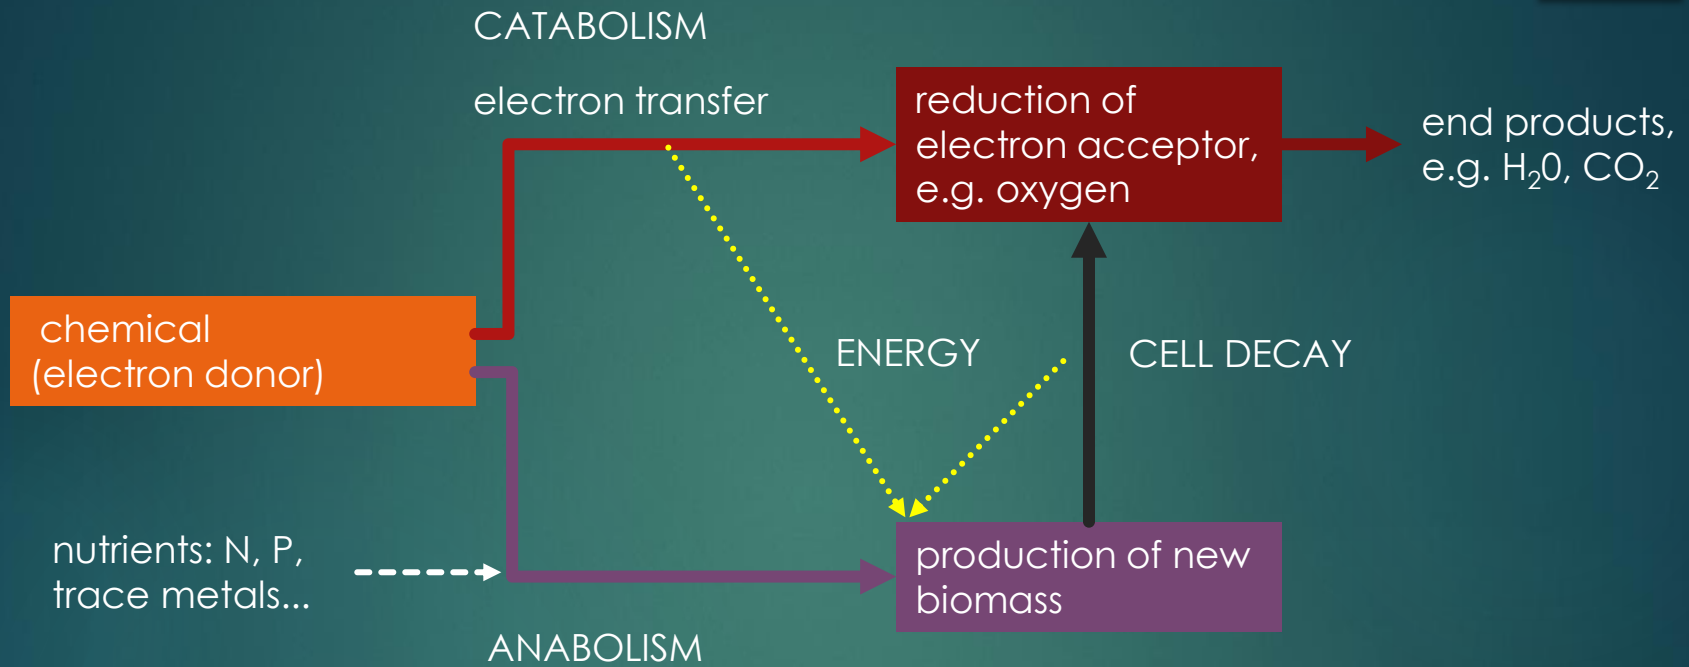 CATABOLISM
electron transfer
reduction of
electron acceptor,
e.g. oxygen
end products,
e.g. H₂0, CO₂
chemical
(electron donor)
ENERGY
CELL DECAY
nutrients: N, P,
trace metals...
production of new
biomass
ANABOLISM